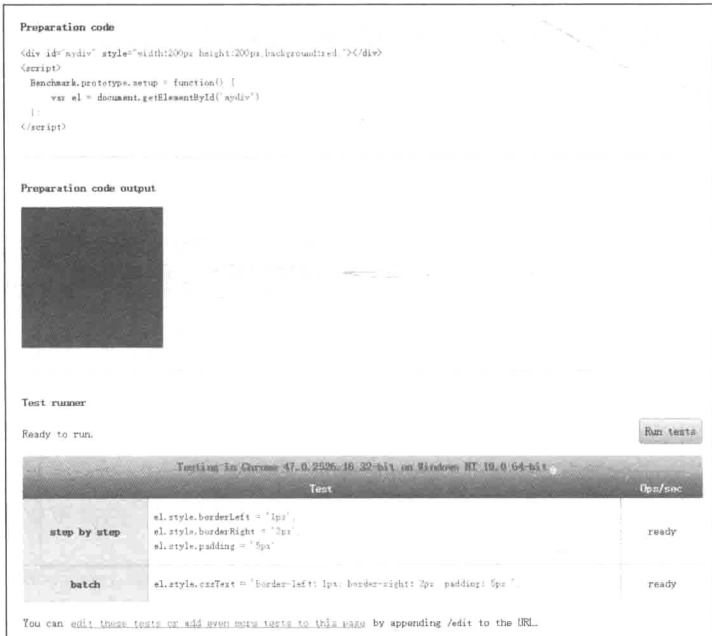 Preparation code
<div id="mydiv" style="width:200px height:200px.background:red."></div>
<script>
Benchmark.prototype.setup = function() {
var el = document.getElementById("mydiv")
};
</script>
Preparation code output
Test runner
Ready to run.
Run tests
Testing in Chrome 47.0.2526.16 32-bit on Windows NT 10.0 64-bit
Test Ops/sec
step by step
el.style.borderLeft = '1px'
el.style.borderRight = '2px'
el.style.padding = '5px'
ready
batch
el.style.cssText = 'border-left: 1px; border-right: 2px padding: 5px'
ready
You can edit these tests or add even more tests to this page by appending /edit to the URL.